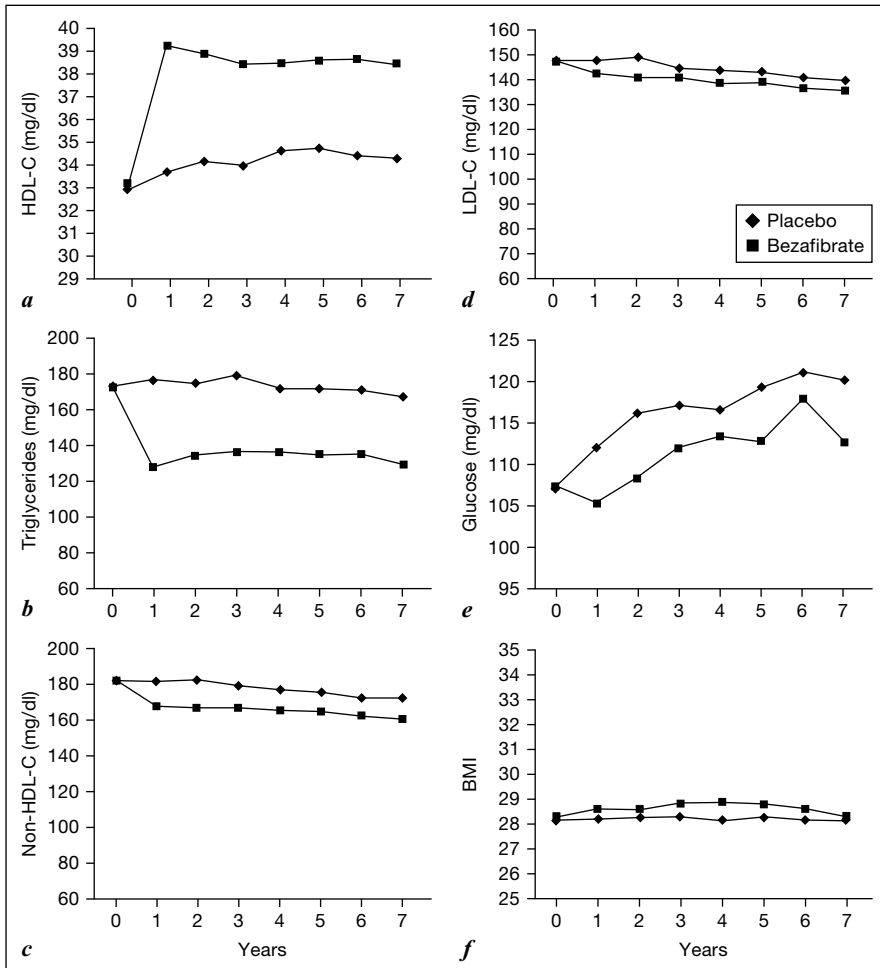 40
39
38
37
36
35
34
33
32
31
30
29
HDL-C (mg/dl)
0 1 2 3 4 5 6 7
a
160
150
140
130
120
110
100
90
80
70
60
LDL-C (mg/dl)
Placebo
Bezafibrate
0 1 2 3 4 5 6 7
d
200
180
160
140
120
100
80
60
Triglycerides (mg/dl)
0 1 2 3 4 5 6 7
b
125
120
115
110
105
100
95
Glucose (mg/dl)
0 1 2 3 4 5 6 7
e
200
180
160
140
120
100
80
60
Non-HDL-C (mg/dl)
0 1 2 3 4 5 6 7
c
Years
35
34
33
32
31
30
29
28
27
26
25
BMI
0 1 2 3 4 5 6 7
f
Years